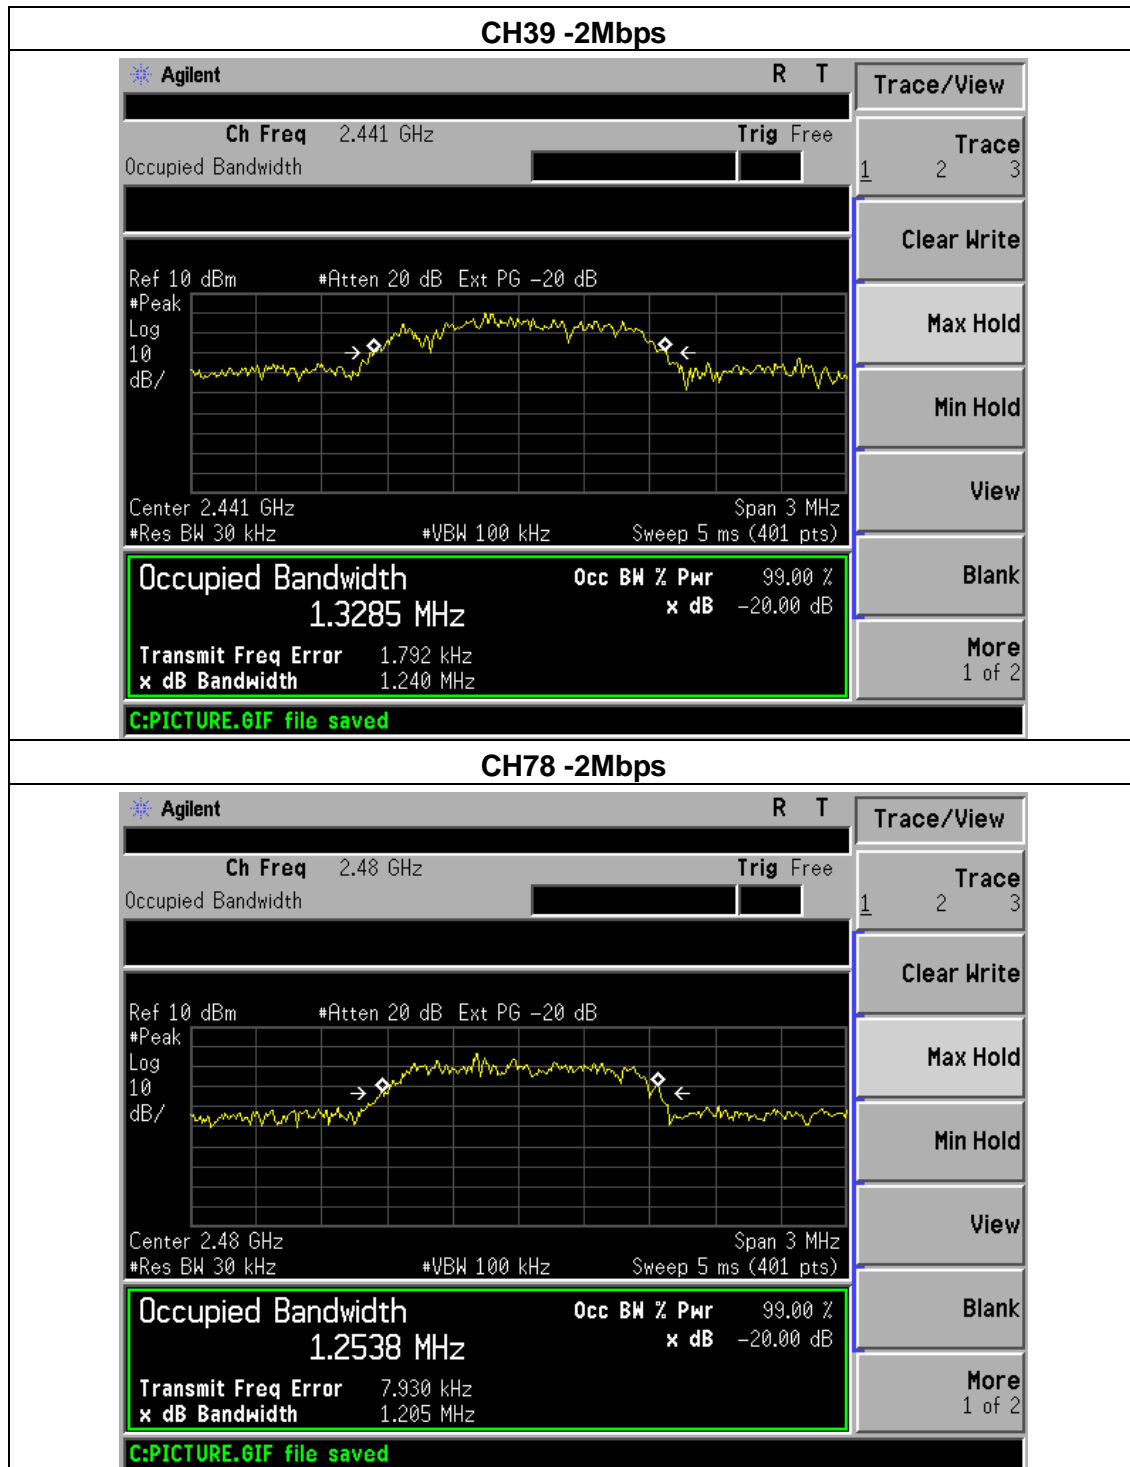 CH39 -2Mbps
Agilent R T Trace/View
Ch Freq 2.441 GHz Trig Free
Occupied Bandwidth
Trace
1 2 3
Clear Write
Ref 10 dBm #Atten 20 dB Ext PG -20 dB
#Peak
Log
10
dB/
Max Hold
Min Hold
View
Center 2.441 GHz Span 3 MHz
#Res BW 30 kHz #VBW 100 kHz Sweep 5 ms (401 pts)
Occupied Bandwidth Occ BW % Pwr 99.00 %
1.3285 MHz x dB -20.00 dB
Blank
Transmit Freq Error 1.792 kHz
x dB Bandwidth 1.240 MHz
More
1 of 2
C:PICTURE.GIF file saved
CH78 -2Mbps
Agilent R T Trace/View
Ch Freq 2.48 GHz Trig Free
Occupied Bandwidth
Trace
1 2 3
Clear Write
Ref 10 dBm #Atten 20 dB Ext PG -20 dB
#Peak
Log
10
dB/
Max Hold
Min Hold
View
Center 2.48 GHz Span 3 MHz
#Res BW 30 kHz #VBW 100 kHz Sweep 5 ms (401 pts)
Occupied Bandwidth Occ BW % Pwr 99.00 %
1.2538 MHz x dB -20.00 dB
Blank
Transmit Freq Error 7.930 kHz
x dB Bandwidth 1.205 MHz
More
1 of 2
C:PICTURE.GIF file saved